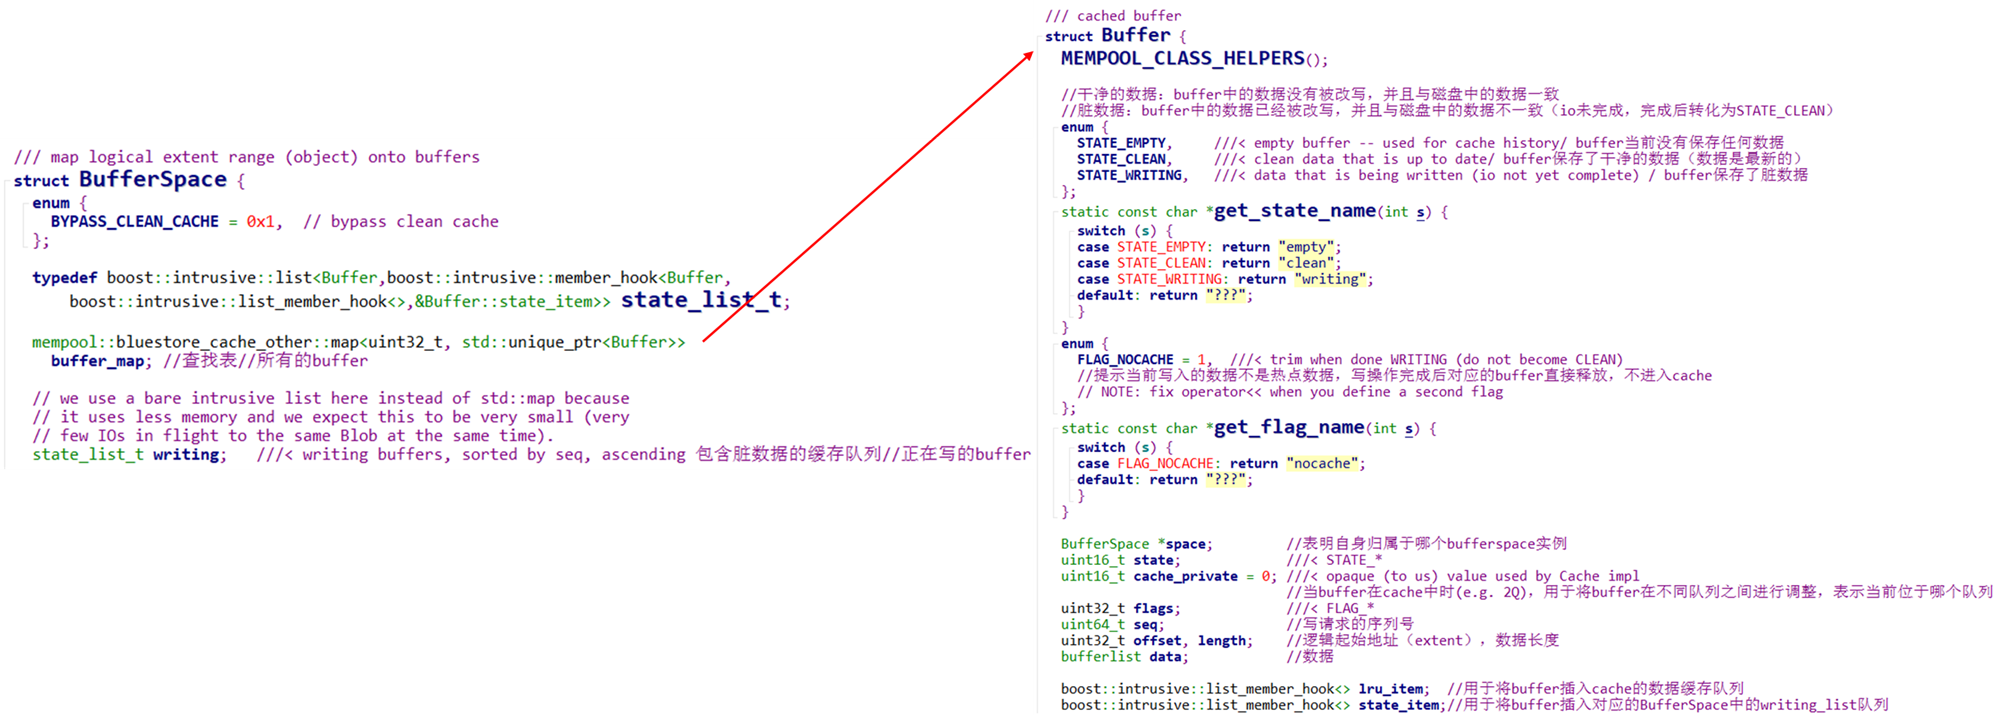 /// map logical extent range (object) onto buffers
struct BufferSpace {
enum {
BYPASS_CLEAN_CACHE = 0x1,  // bypass clean cache
};
typedef boost::intrusive::list<Buffer,boost::intrusive::member_hook<Buffer,
boost::intrusive::list_member_hook<>,&Buffer::state_item>> state_list_t;
mempool::bluestore_cache_other::map<uint32_t, std::unique_ptr<Buffer>>
buffer_map; //查找表//所有的buffer
// we use a bare intrusive list here instead of std::map because
// it uses less memory and we expect this to be very small (very
// few IOs in flight to the same Blob at the same time).
state_list_t writing;   ///< writing buffers, sorted by seq, ascending 包含脏数据的缓存队列//正在写的buffer
/// cached buffer
struct Buffer {
MEMPOOL_CLASS_HELPERS();
//干净的数据：buffer中的数据没有被改写，并且与磁盘中的数据一致
//脏数据：buffer中的数据已经被改写，并且与磁盘中的数据不一致（io未完成，完成后转化为STATE_CLEAN）
enum {
STATE_EMPTY,     ///< empty buffer -- used for cache history/ buffer当前没有保存任何数据
STATE_CLEAN,     ///< clean data that is up to date/ buffer保存了干净的数据（数据是最新的）
STATE_WRITING,   ///< data that is being written (io not yet complete) / buffer保存了脏数据
};
static const char *get_state_name(int s) {
switch (s) {
case STATE_EMPTY: return "empty";
case STATE_CLEAN: return "clean";
case STATE_WRITING: return "writing";
default: return "???";
}
}
enum {
FLAG_NOCACHE = 1,  ///< trim when done WRITING (do not become CLEAN)
//提示当前写入的数据不是热点数据，写操作完成后对应的buffer直接释放，不进入cache
// NOTE: fix operator<< when you define a second flag
};
static const char *get_flag_name(int s) {
switch (s) {
case FLAG_NOCACHE: return "nocache";
default: return "???";
}
}
BufferSpace *space;         //表明自身归属于哪个bufferspace实例
uint16_t state;             ///< STATE_*
uint16_t cache_private = 0; ///< opaque (to us) value used by Cache impl
//当buffer在cache中时(e.g. 2Q)，用于将buffer在不同队列之间进行调整，表示当前位于哪个队列
uint32_t flags;             ///< FLAG_*
uint64_t seq;               //写请求的序列号
uint32_t offset, length;    //逻辑起始地址（extent），数据长度
bufferlist data;            //数据
boost::intrusive::list_member_hook<> lru_item;  //用于将buffer插入cache的数据缓存队列
boost::intrusive::list_member_hook<> state_item;//用于将buffer插入对应的BufferSpace中的writing_list队列